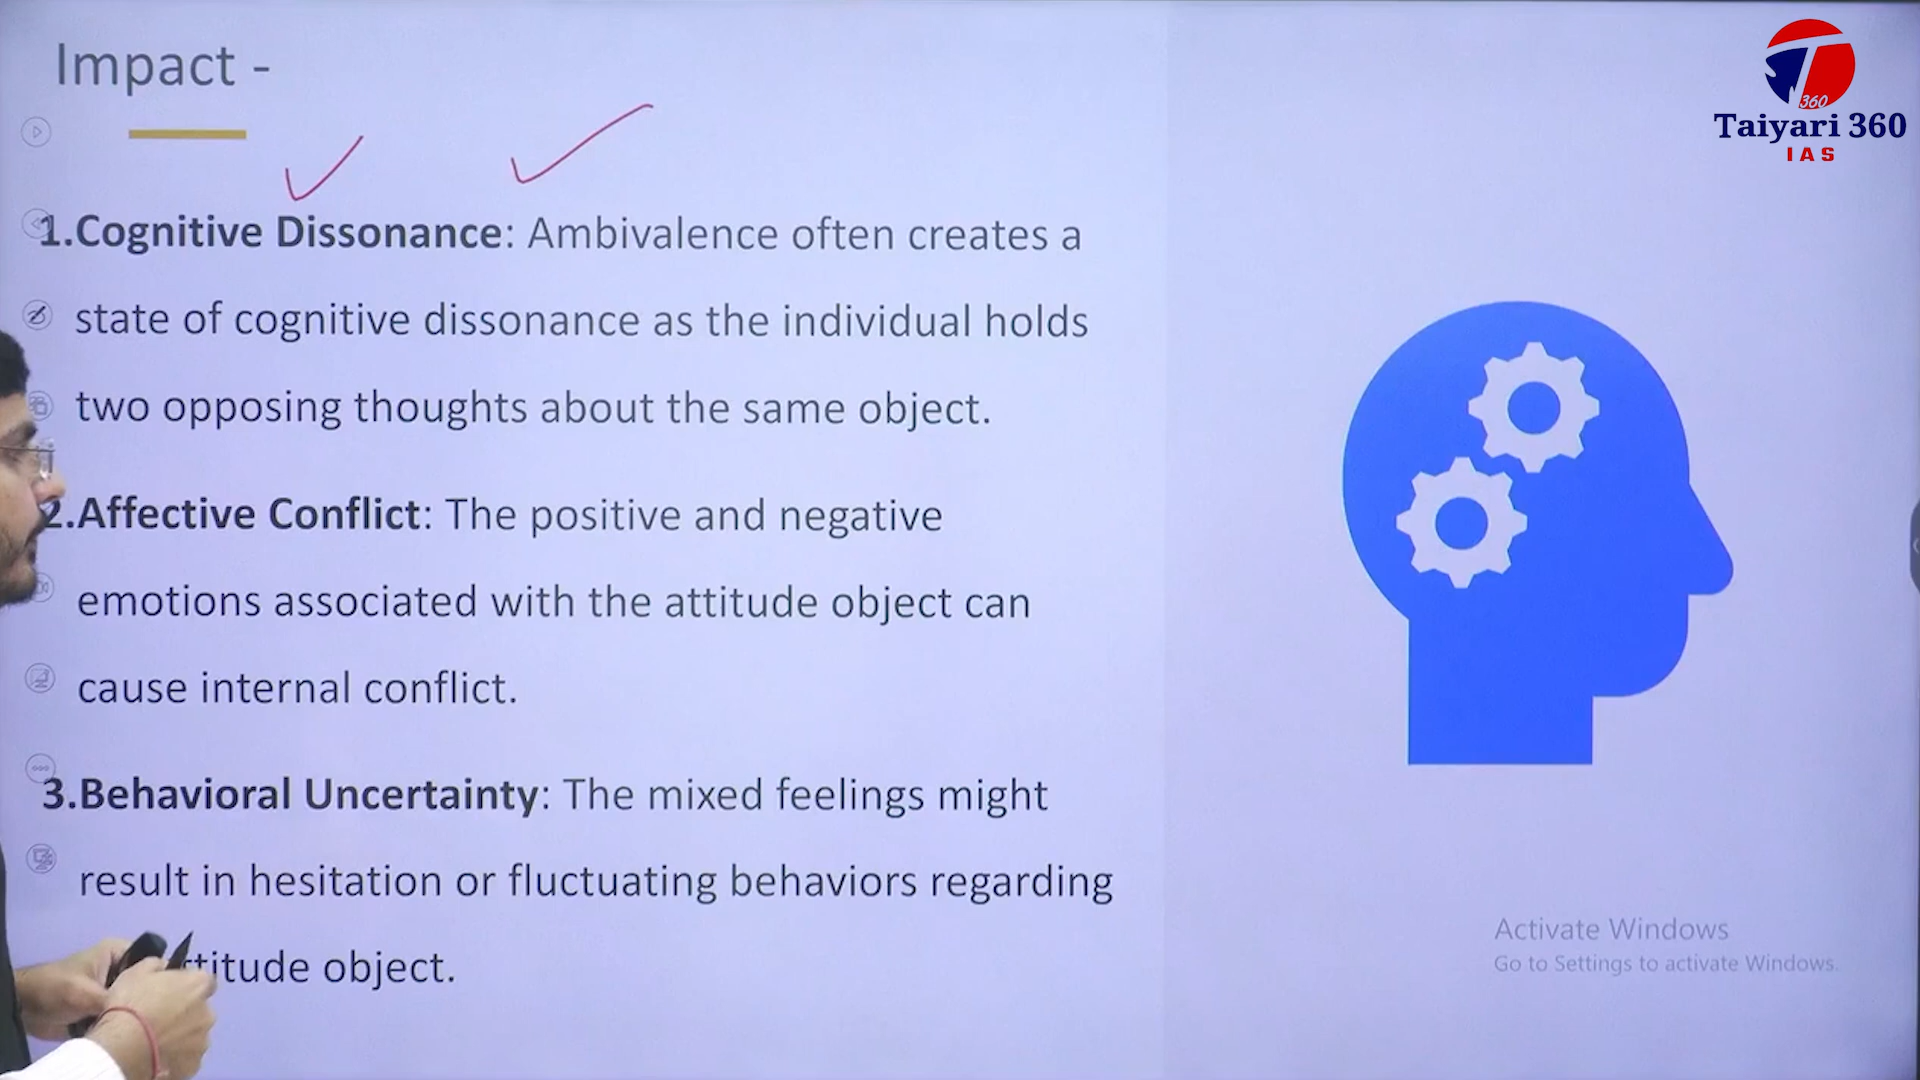 Impact -
360
Taiyari 360
IAS
1.Cognitive Dissonance: Ambivalence often creates a
state of cognitive dissonance as the individual holds
two opposing thoughts about the same object.
2.Affective Conflict: The positive and negative
emotions associated with the attitude object can
cause internal conflict.
3.Behavioral Uncertainty: The mixed feelings might
result in hesitation or fluctuating behaviors regarding
object.
Activate Windows
Go to Settings to activate Windows.